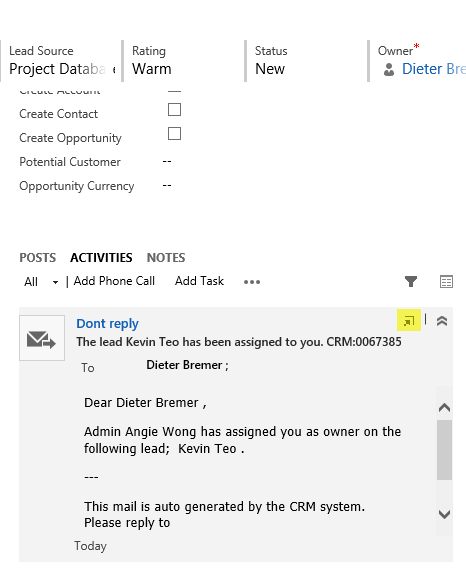 Lead Source
Rating
Status
Owner*
Project Databa
Warm
New
Dieter Bre
Create Account
Create Contact
Create Opportunity
Potential Customer --
Opportunity Currency --
POSTS ACTIVITIES NOTES
All | Add Phone Call Add Task •••
Dont reply
The lead Kevin Teo has been assigned to you. CRM:0067385
To Dieter Bremer ;
Dear Dieter Bremer ,
Admin Angie Wong has assigned you as owner on the
following lead; Kevin Teo .
---
This mail is auto generated by the CRM system.
Please reply to
Today